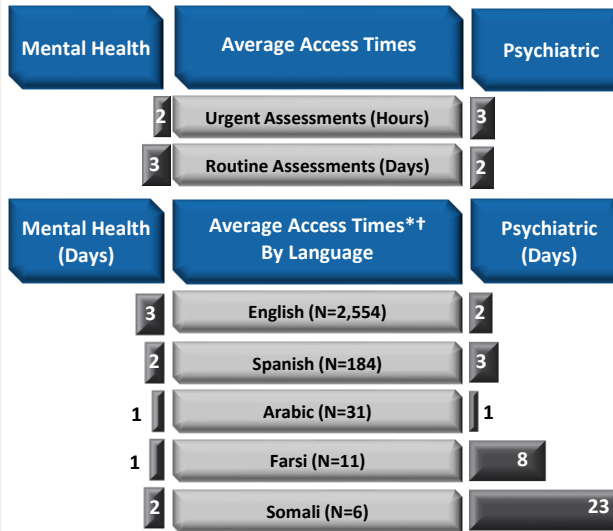 Mental Health Average Access Times Psychiatric
2 Urgent Assessments (Hours) 3
3 Routine Assessments (Days) 2
Mental Health Average Access Times*† Psychiatric
(Days) By Language (Days)
3 English (N=2,554) 2
2 Spanish (N=184) 3
1 Arabic (N=31) 1
1 Farsi (N=11) 8
2 Somali (N=6) 23